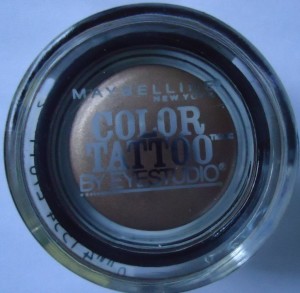 MAYBELLINE
NEW YORK
COLOR
TATTOO
BY EYESTUDIO